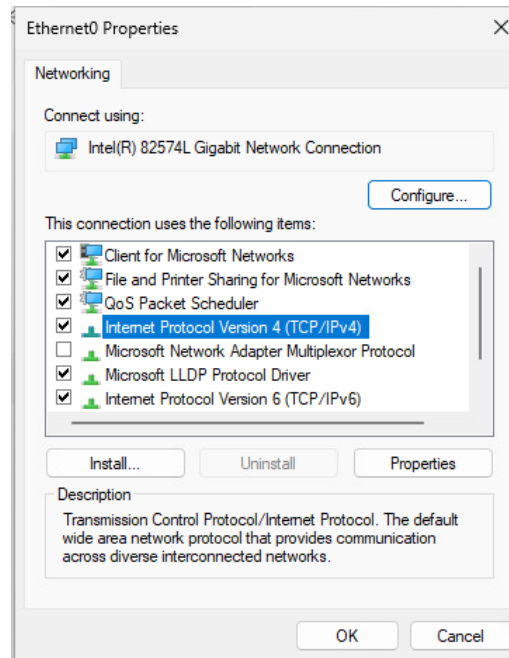 Ethernet0 Properties
Networking
Connect using:
Intel(R) 82574L Gigabit Network Connection
Configure...
This connection uses the following items:
Client for Microsoft Networks
File and Printer Sharing for Microsoft Networks
QoS Packet Scheduler
Internet Protocol Version 4 (TCP/IPv4)
Microsoft Network Adapter Multiplexor Protocol
Microsoft LLDP Protocol Driver
Internet Protocol Version 6 (TCP/IPv6)
Install... Uninstall Properties
Description
Transmission Control Protocol/Internet Protocol. The default
wide area network protocol that provides communication
across diverse interconnected networks.
OK Cancel